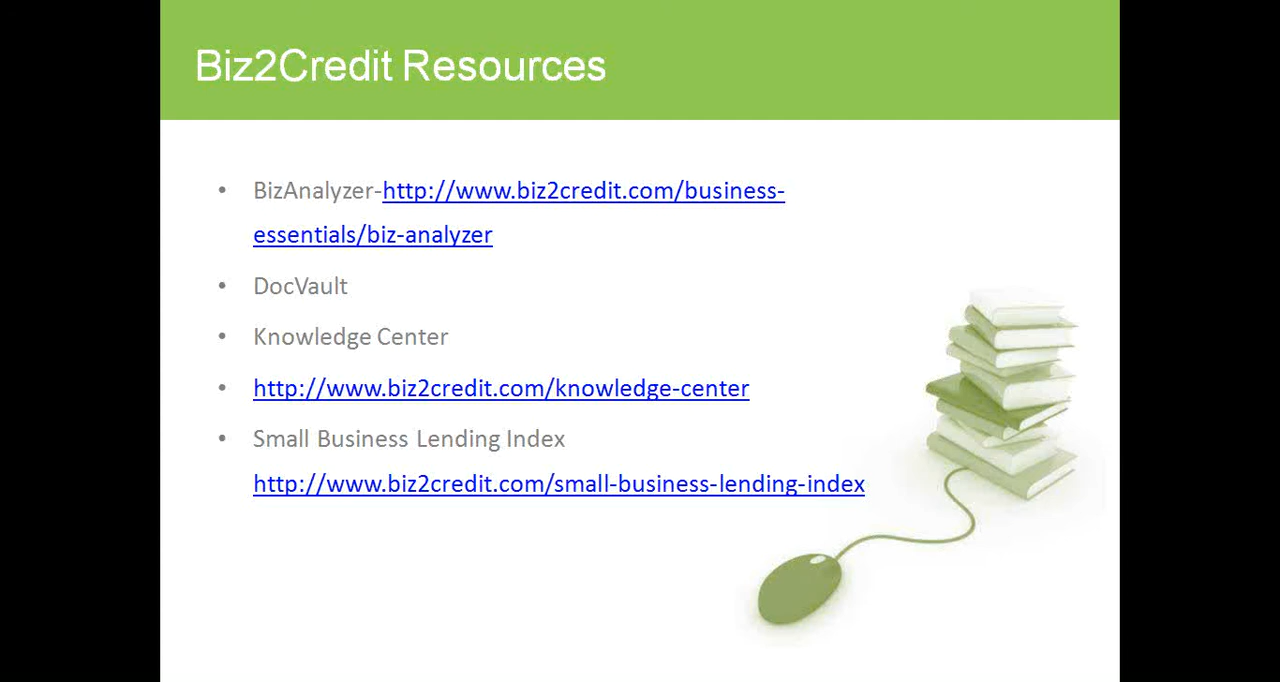 Biz2Credit Resources
• BizAnalyzer-http://www.biz2credit.com/business-
essentials/biz-analyzer
• DocVault
• Knowledge Center
• http://www.biz2credit.com/knowledge-center
• Small Business Lending Index
http://www.biz2credit.com/small-business-lending-index